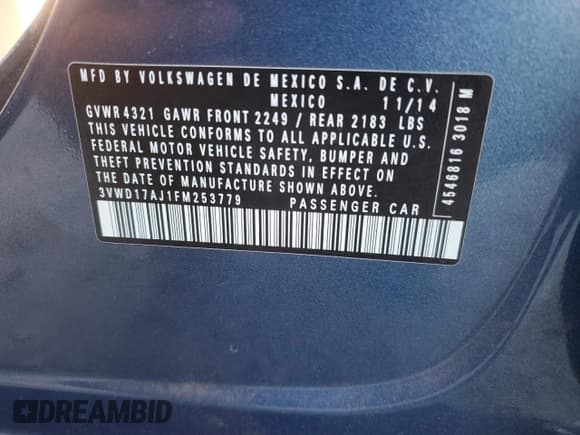 MFD BY VOLKSWAGEN DE MEXICO S.A. DE C.V.
MEXICO 11/14
GVWR 4321 GAWR FRONT 2249 / REAR 2183 LBS
THIS VEHICLE CONFORMS TO ALL APPLICABLE U.S.
FEDERAL MOTOR VEHICLE SAFETY, BUMPER AND
THEFT PREVENTION STANDARDS IN EFFECT ON
THE DATE OF MANUFACTURE SHOWN ABOVE.
3VWD17AJ1FM253779 PASSENGER CAR
4546816 3018 M
DREAMBID